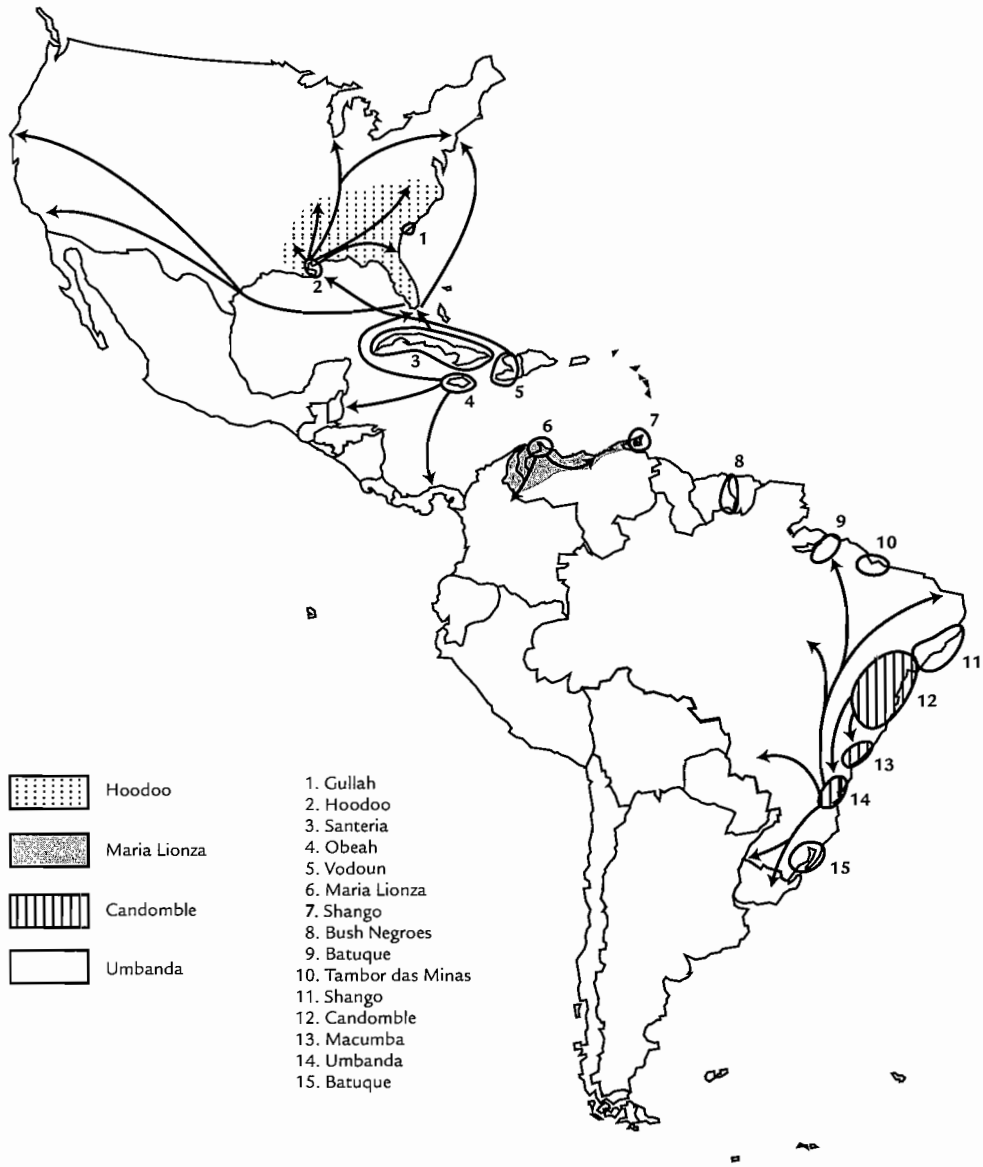 1
2
3
4
5
6
7
8
9
10
11
12
13
14
15
Hoodoo
Maria Lionza
Candomble
Umbanda
1. Gullah
2. Hoodoo
3. Santeria
4. Obeah
5. Vodoun
6. Maria Lionza
7. Shango
8. Bush Negroes
9. Batuque
10. Tambor das Minas
11. Shango
12. Candomble
13. Macumba
14. Umbanda
15. Batuque